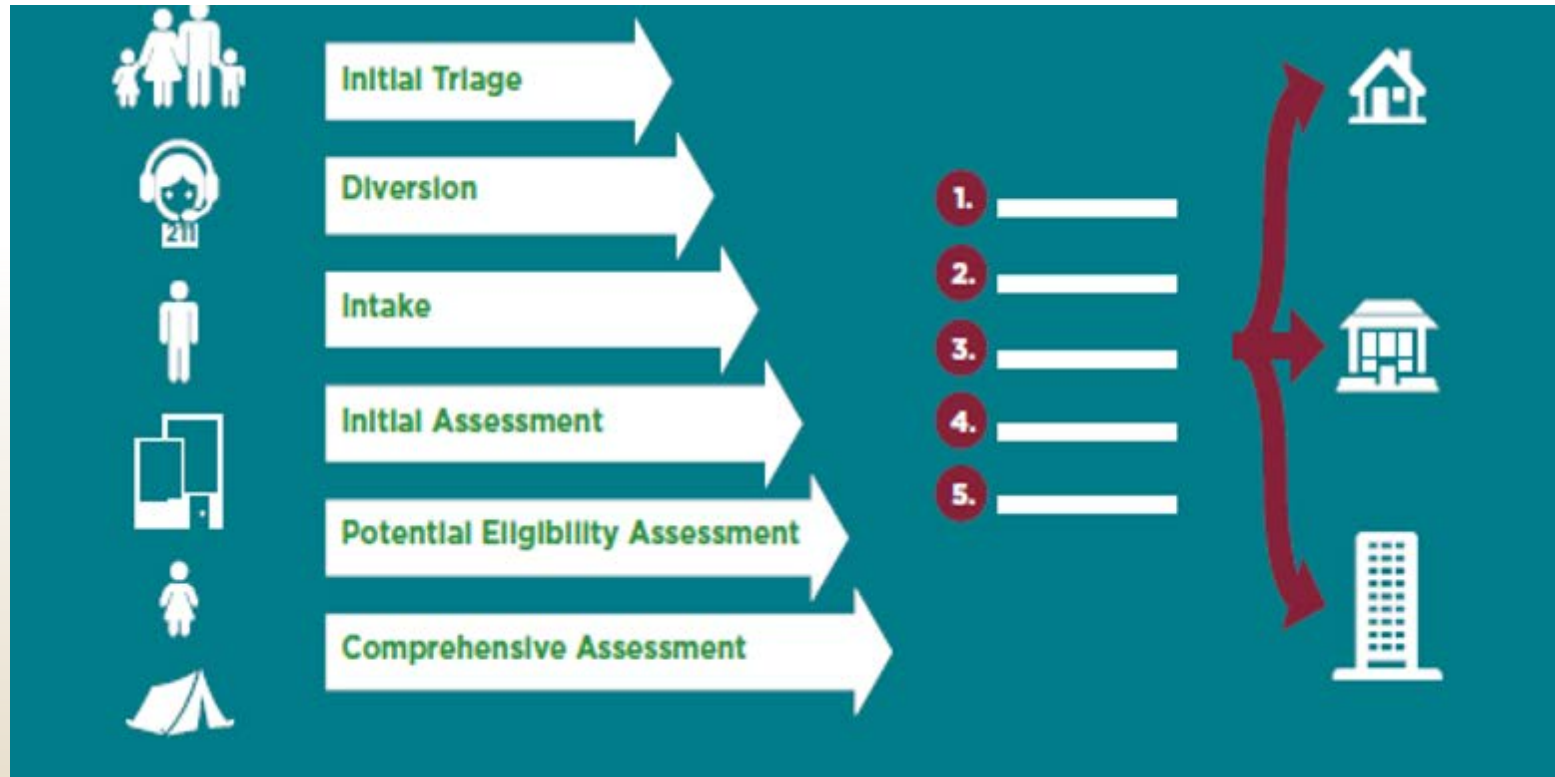 Initial Triage
Diversion
211
Intake
Initial Assessment
Potential Eligibility Assessment
Comprehensive Assessment
1.
2.
3.
4.
5.